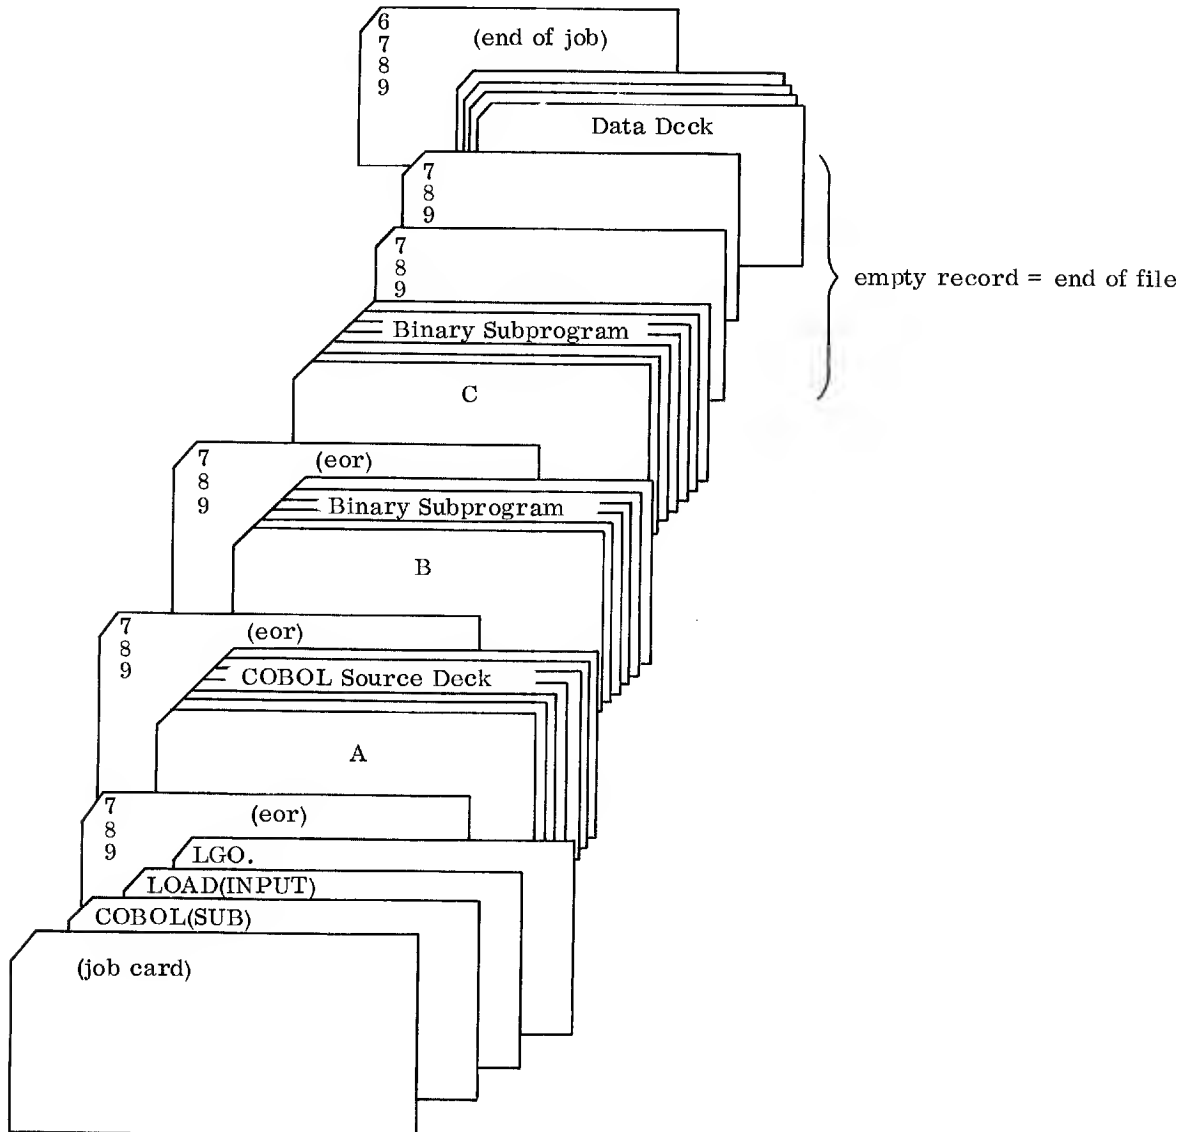 6
7
8
9
(end of job)
Data Deck
7
8
9
7
8
9
empty record = end of file
Binary Subprogram
C
7
8
9
(eor)
Binary Subprogram
B
7
8
9
(eor)
COBOL Source Deck
A
7
8
9
(eor)
LGO.
LOAD(INPUT)
COBOL(SUB)
(job card)